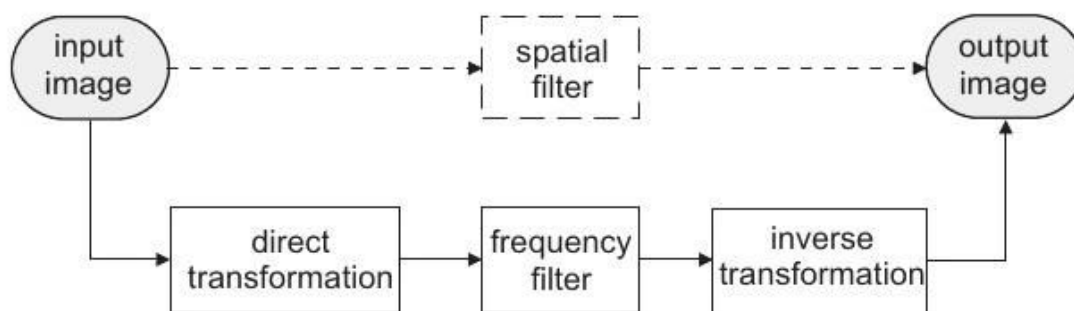 input
image
spatial
filter
output
image
direct
transformation
frequency
filter
inverse
transformation